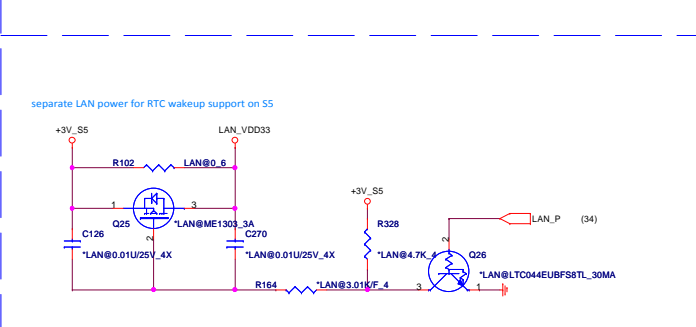 separate LAN power for RTC wakeup support on S5
+3V_S5
LAN_VDD33
R102
LAN@0_6
+3V_S5
1
3
Q25
*LAN@ME1303_3A
2
C126
C270
R328
LAN_P
(34)
*LAN@0.01U/25V_4X
*LAN@0.01U/25V_4X
*LAN@4.7K_4
2
Q26
*LAN@LTC044EUBFS8TL_30MA
R164
*LAN@3.01K/F_4
3
1